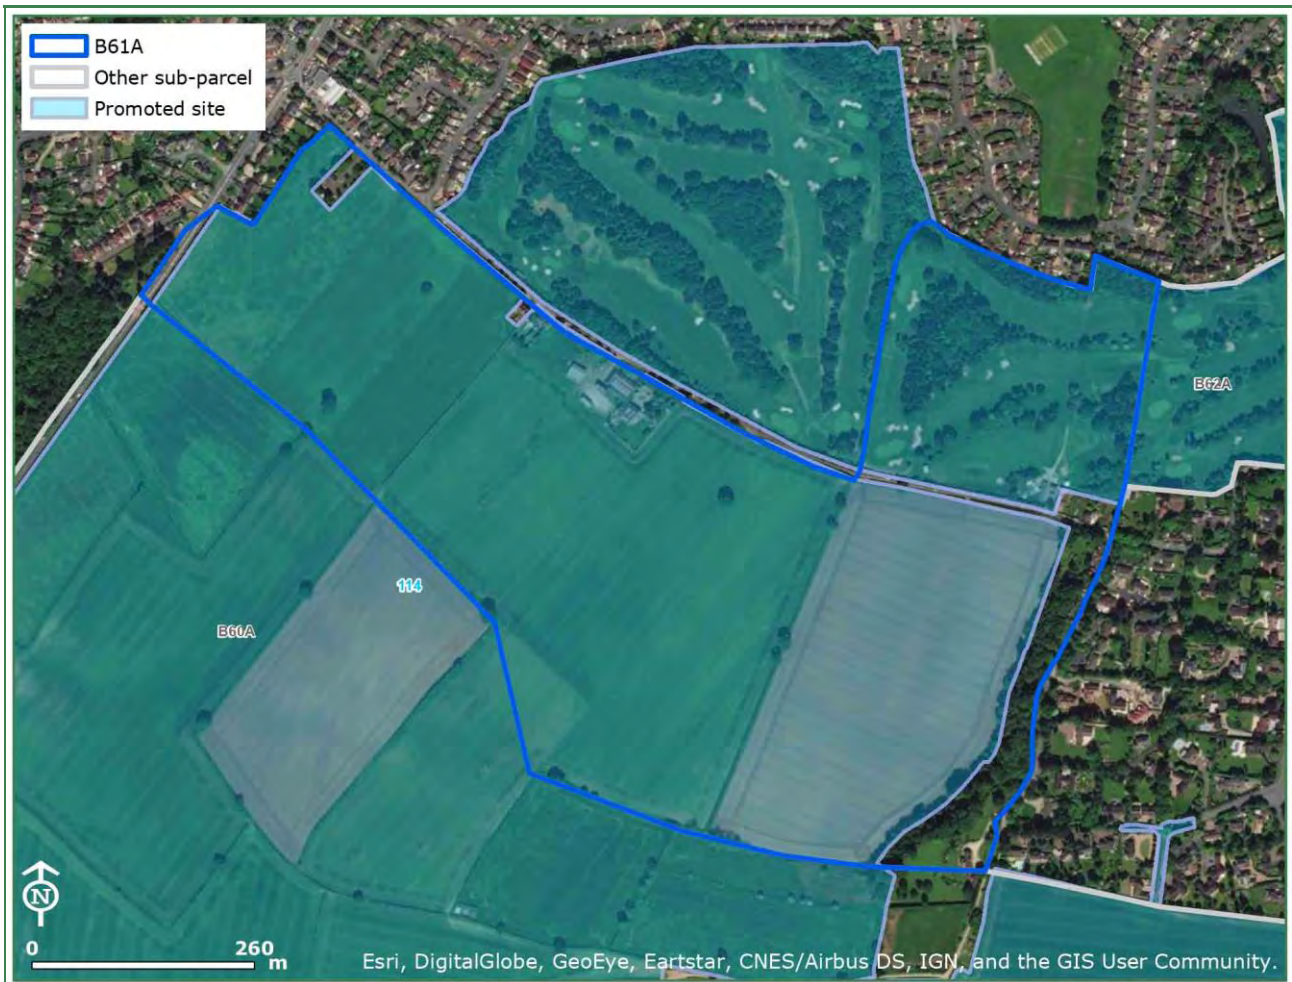 B61A
Other sub-parcel
Promoted site
B62A
114
B60A
N
0 260
m
Esri, DigitalGlobe, GeoEye, Eartstar, CNES/Airbus DS, IGN, and the GIS User Community.